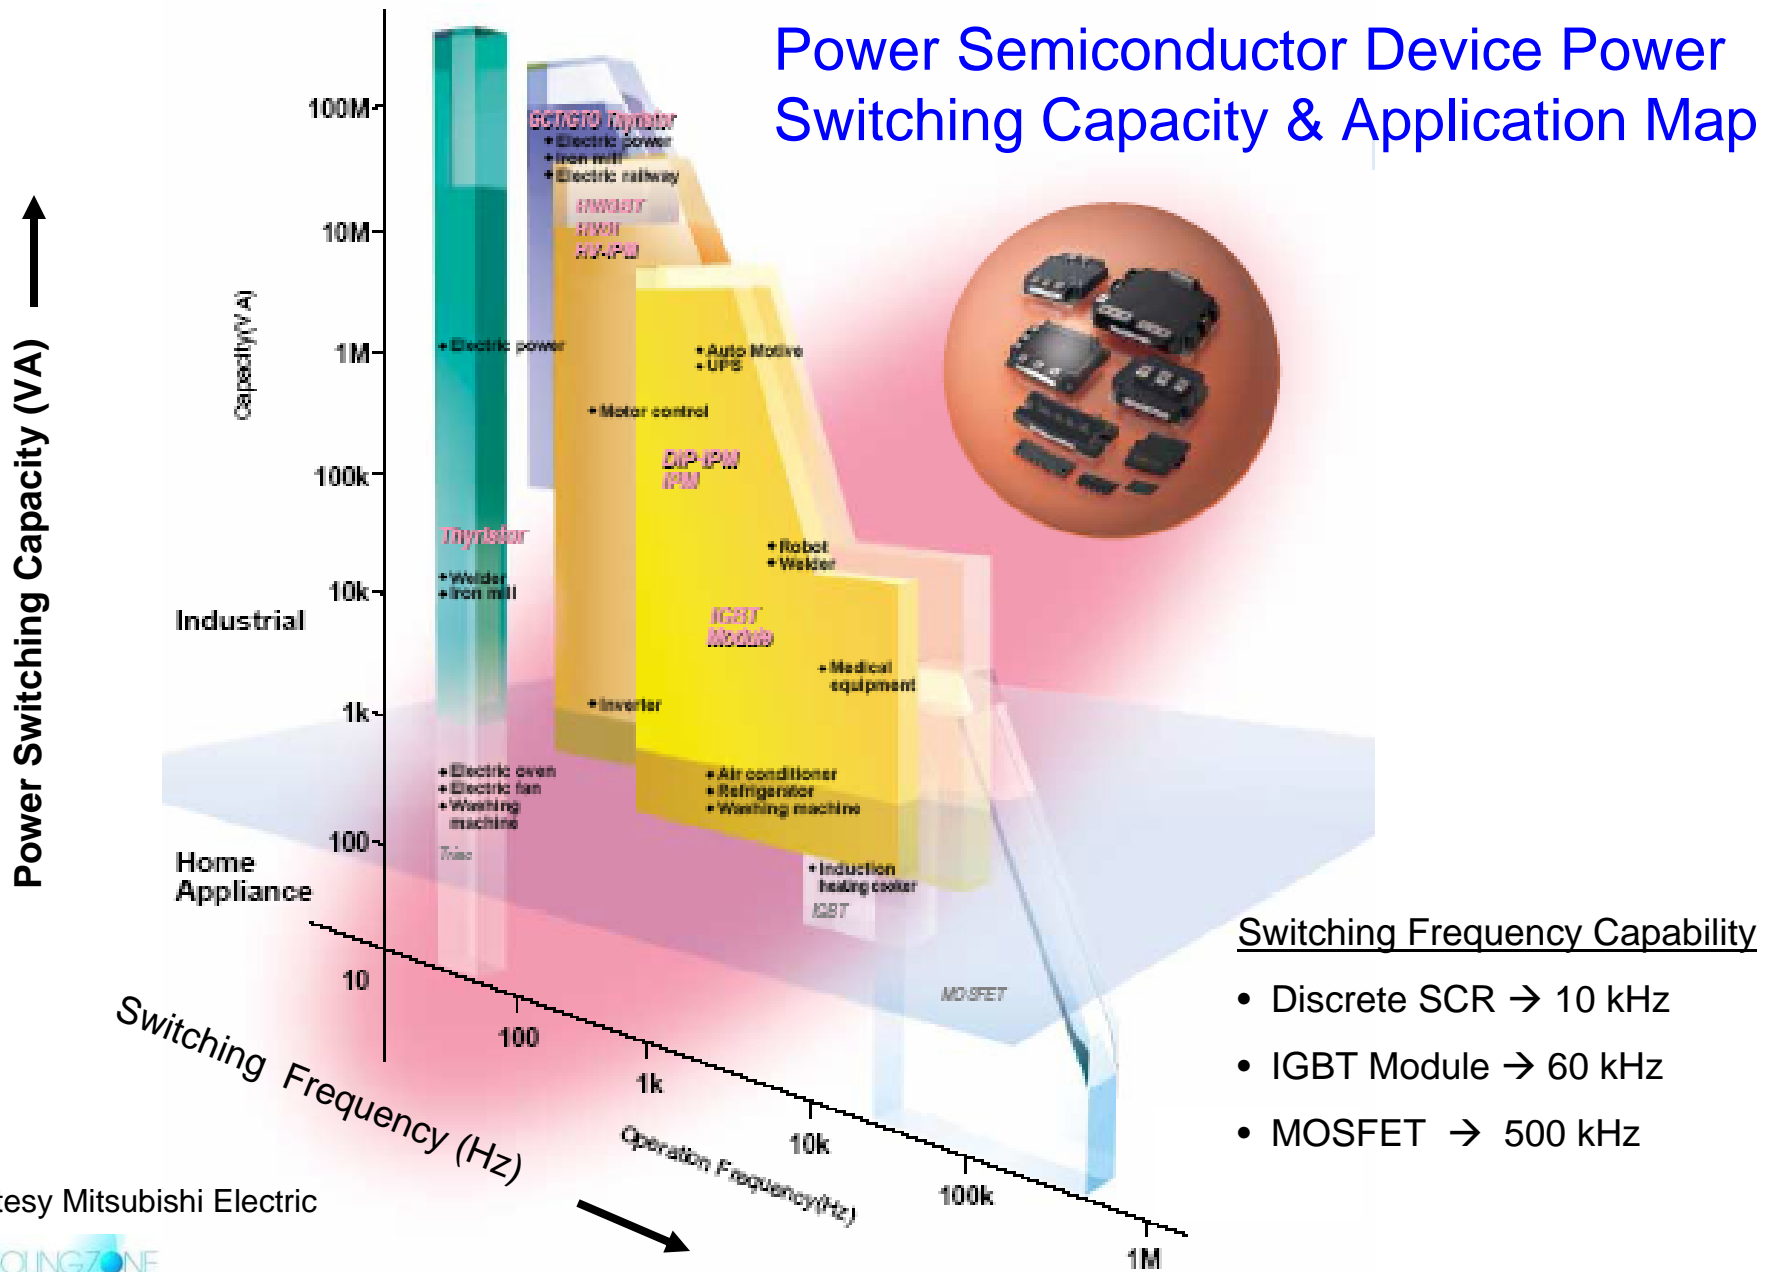 Power Semiconductor Device Power
Switching Capacity & Application Map
Power Switching Capacity (VA)
Capacity(VA)
100M
10M
1M
100k
10k
1k
100
10
Industrial
Home
Appliance
GCT/GTO Thyristor
• Electric power
• Iron mill
• Electric railway
HVIGBT
HV-IPM
• Electric power
• Auto Motive
• UPS
• Motor control
DIP-IPM
IPM
Thyristor
• Welder
• Iron mill
• Robot
• Welder
IGBT
Module
• Medical
equipment
• Inverter
• Electric oven
• Electric fan
• Washing
machine
Triac
• Air conditioner
• Refrigerator
• Washing machine
• Induction
heating cooker
IGBT
MOSFET
100
1k
10k
100k
1M
Switching Frequency (Hz)
Operation Frequency(Hz)
Switching Frequency Capability
• Discrete SCR → 10 kHz
• IGBT Module → 60 kHz
• MOSFET → 500 kHz
tesy Mitsubishi Electric